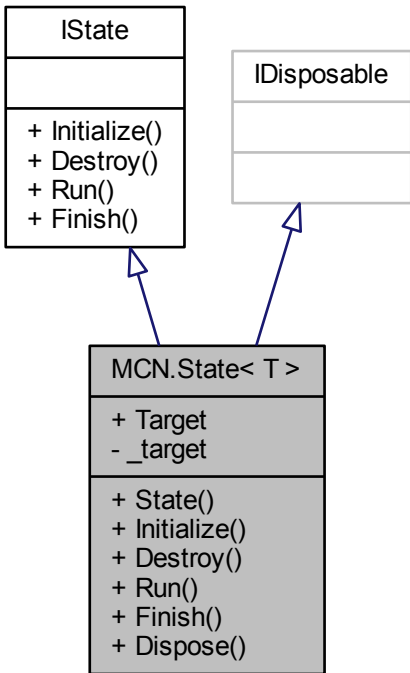 IState
+ Initialize()
+ Destroy()
+ Run()
+ Finish()
IDisposable
MCN.State< T >
+ Target
- _target
+ State()
+ Initialize()
+ Destroy()
+ Run()
+ Finish()
+ Dispose()